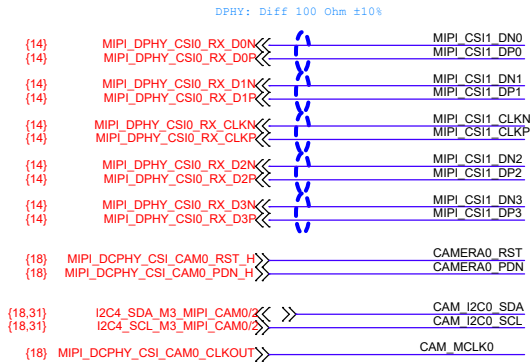 DPHY: Diff 100 Ohm ±10%
{14} MIPI_DPHY_CSI0_RX_D0N MIPI_CSI1_DN0
{14} MIPI_DPHY_CSI0_RX_D0P MIPI_CSI1_DP0
{14} MIPI_DPHY_CSI0_RX_D1N MIPI_CSI1_DN1
{14} MIPI_DPHY_CSI0_RX_D1P MIPI_CSI1_DP1
{14} MIPI_DPHY_CSI0_RX_CLKN MIPI_CSI1_CLKN
{14} MIPI_DPHY_CSI0_RX_CLKP MIPI_CSI1_CLKP
{14} MIPI_DPHY_CSI0_RX_D2N MIPI_CSI1_DN2
{14} MIPI_DPHY_CSI0_RX_D2P MIPI_CSI1_DP2
{14} MIPI_DPHY_CSI0_RX_D3N MIPI_CSI1_DN3
{14} MIPI_DPHY_CSI0_RX_D3P MIPI_CSI1_DP3
{18} MIPI_DCPHY_CSI_CAM0_RST_H CAMERA0_RST
{18} MIPI_DCPHY_CSI_CAM0_PDN_H CAMERA0_PDN
{18,31} I2C4_SDA_M3_MIPI_CAM0/2 CAM_I2C0_SDA
{18,31} I2C4_SCL_M3_MIPI_CAM0/2 CAM_I2C0_SCL
{18} MIPI_DCPHY_CSI_CAM0_CLKOUT CAM_MCLK0